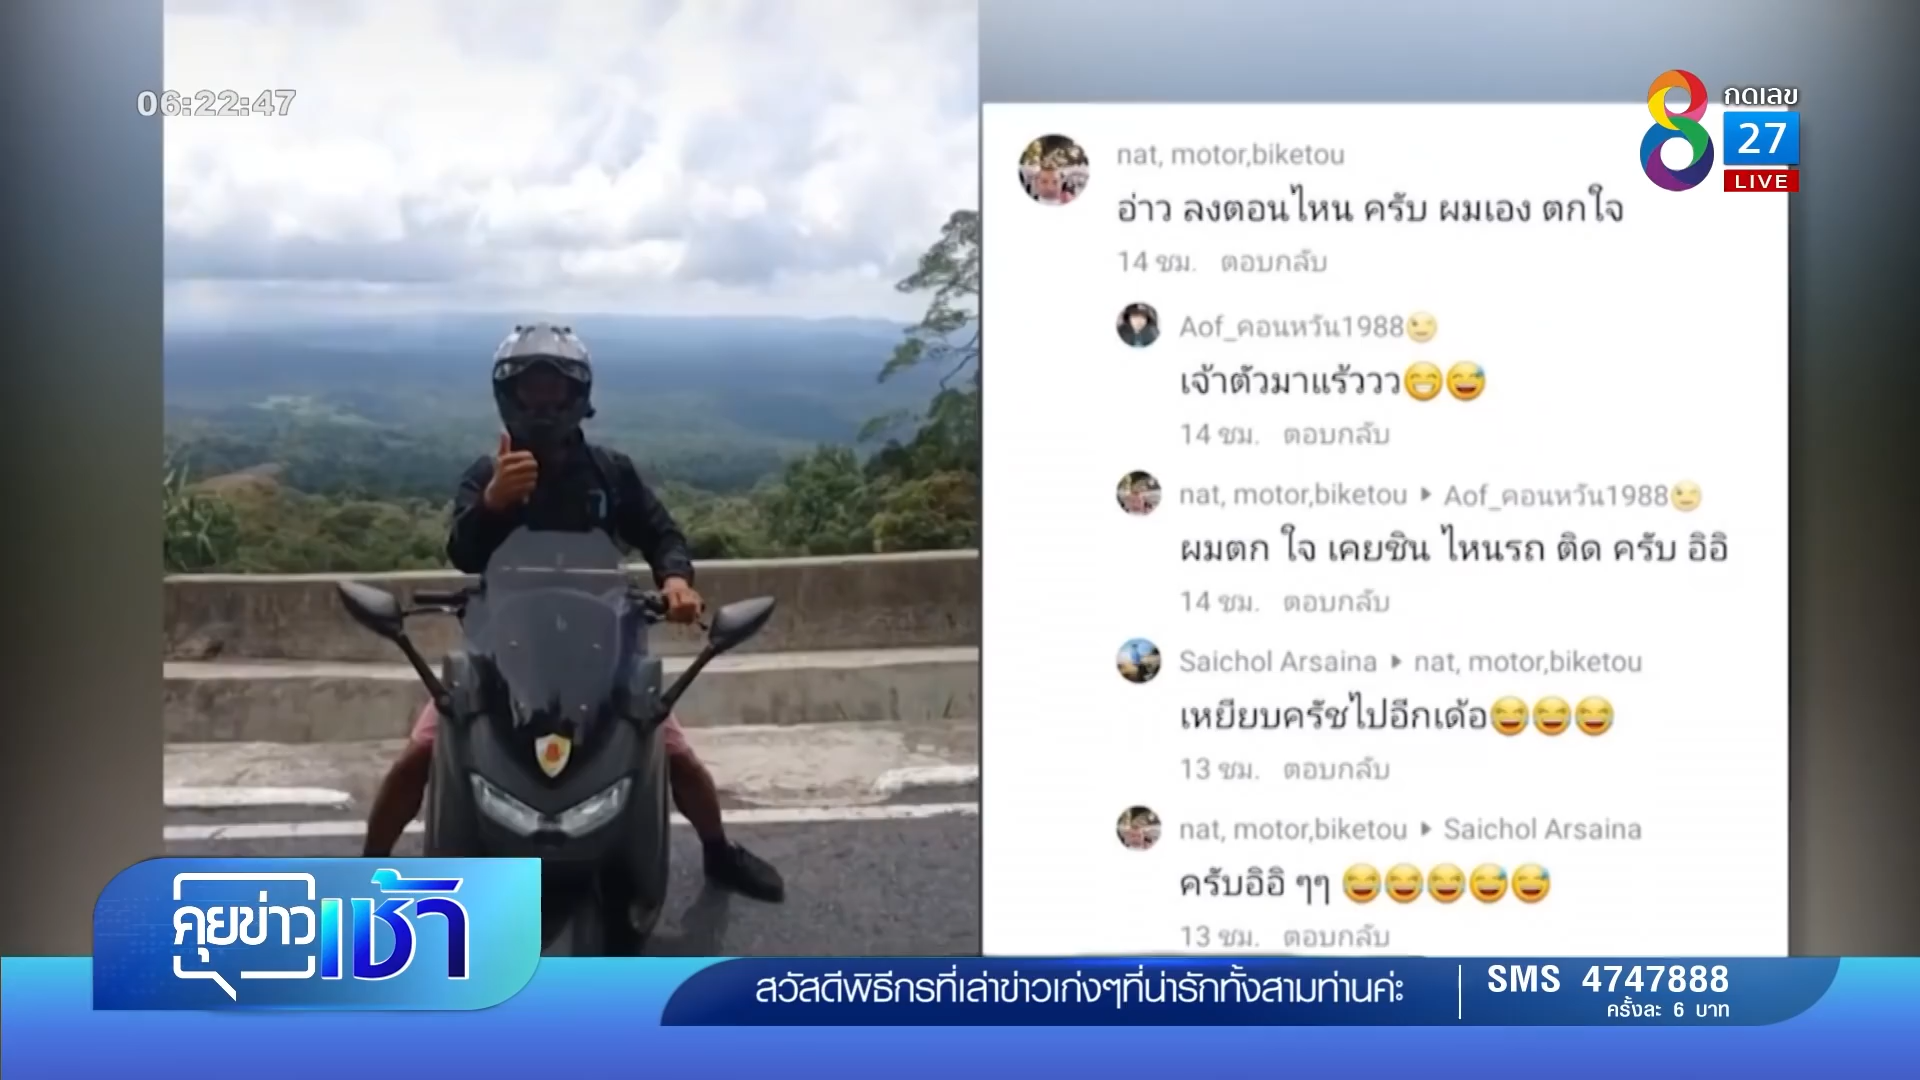 06:22:47
กดเลข
27
LIVE
nat, motor,biketou
อ่าว ลงตอนไหน ครับ ผมเอง ตกใจ
14 ชม. ตอบกลับ
Aof_คอนหวัน1988😉
เจ้าตัวมาแร้ววว😁😅
14 ชม. ตอบกลับ
nat, motor,biketou ▸ Aof_คอนหวัน1988😉
ผมตก ใจ เคยชิน ไหนรถ ติด ครับ อิอิ
14 ชม. ตอบกลับ
Saichol Arsaina ▸ nat, motor,biketou
เหยียบครัชไปอีกเด้อ😂😂😂
13 ชม. ตอบกลับ
nat, motor,biketou ▸ Saichol Arsaina
ครับอิอิ ๆๆ 😂😂😂😅😅
13 ชม. ตอบกลับ
คุยข่าวเช้า
สวัสดีพิธีกรที่เล่าข่าวเก่งๆที่น่ารักทั้งสามท่านค่ะ
SMS 4747888
ครั้งละ 6 บาท